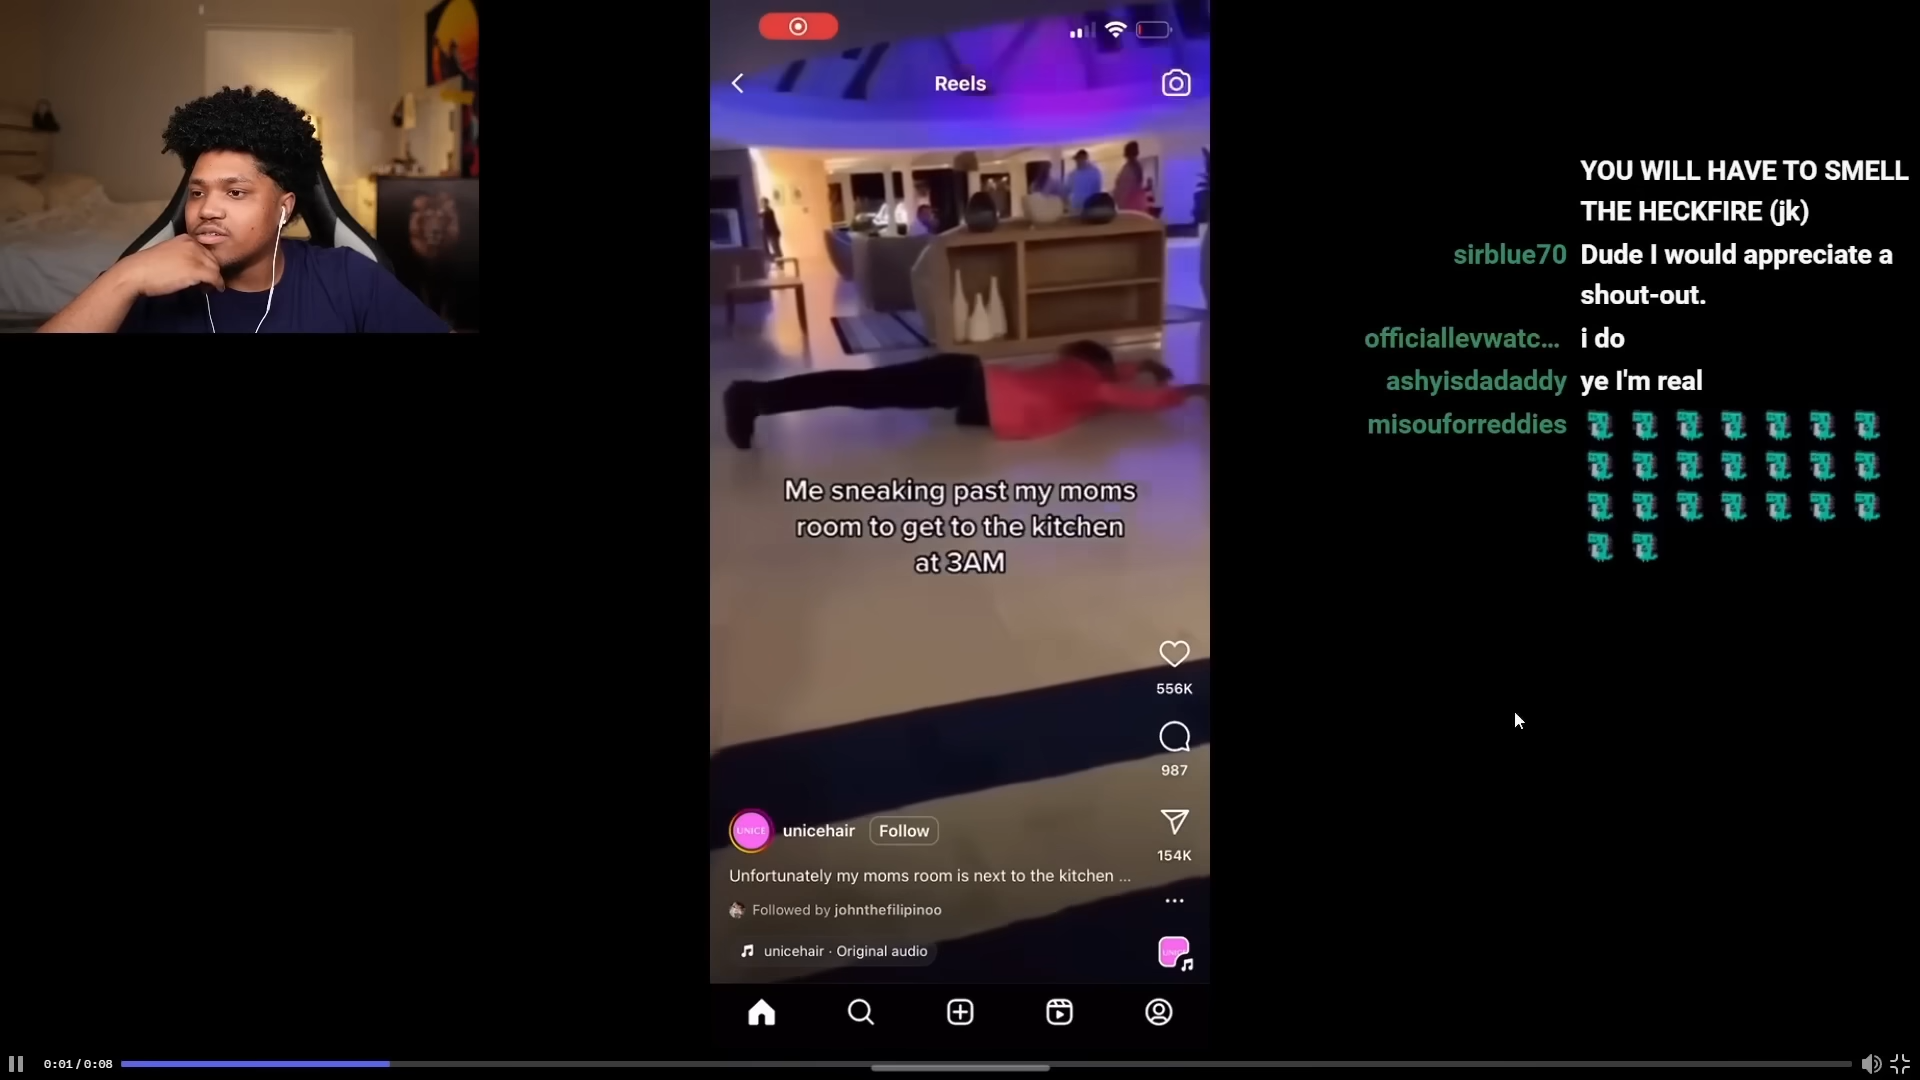 Reels
YOU WILL HAVE TO SMELL
THE HECKFIRE (jk)
sirblue70 Dude I would appreciate a
shout-out.
officiallevwatc... i do
ashyisdadaddy ye I'm real
misouforreddies
Me sneaking past my moms
room to get to the kitchen
at 3AM
556K
987
154K
UNICE
unicehair Follow
Unfortunately my moms room is next to the kitchen ...
Followed by johnthefilipinoo
unicehair · Original audio
0:01/0:08